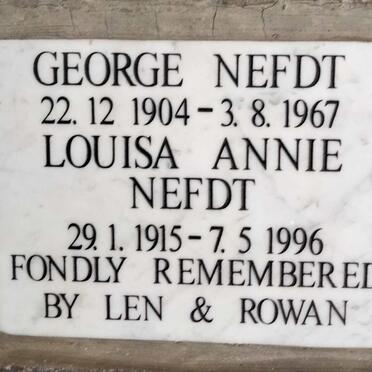 GEORGE NEFDT
22. 12 1904 – 3. 8. 1967
LOUISA ANNIE
NEFDT
29. 1. 1915 – 7. 5 1996
FONDLY REMEMBERED
BY LEN & ROWAN